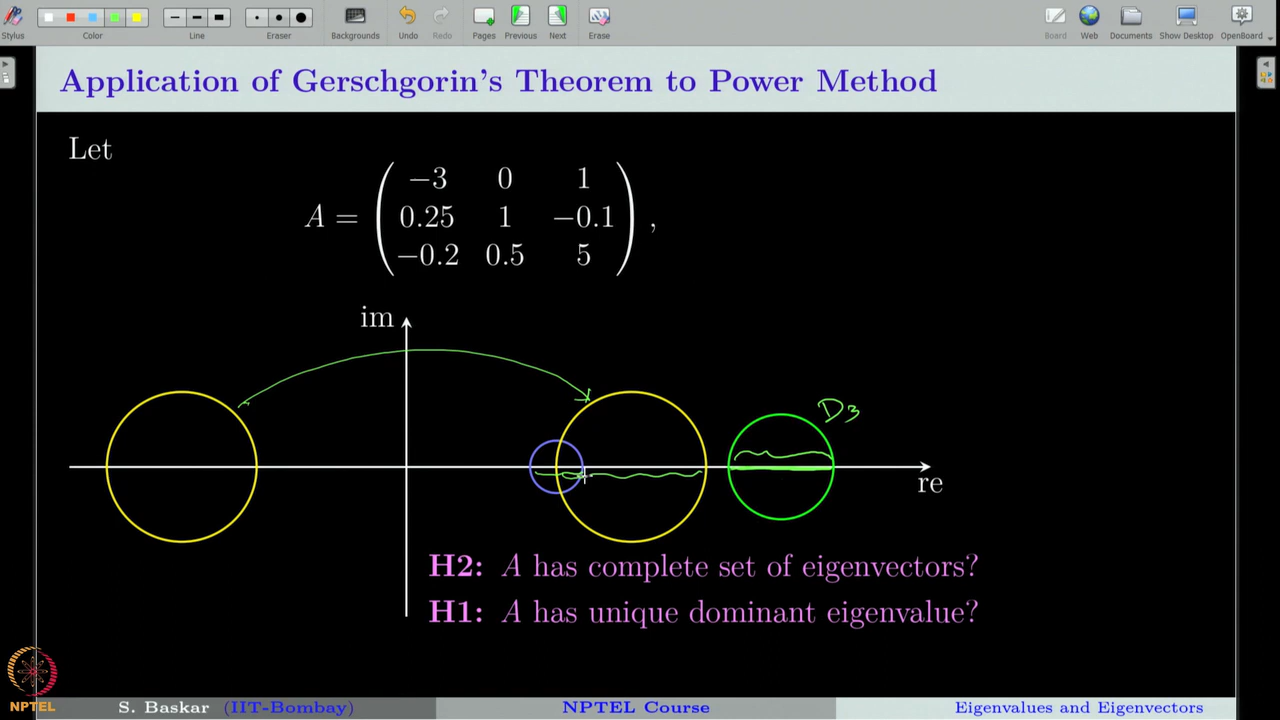 Stylus
Color
Line
Eraser
Backgrounds
Undo
Redo
Pages
Previous
Next
Erase
Board
Web
Documents
Show Desktop
OpenBoard
Application of Gerschgorin's Theorem to Power Method
Let
−3 0 1
A = 0.25 1 −0.1 ,
−0.2 0.5 5
im
D3
re
H2: A has complete set of eigenvectors?
H1: A has unique dominant eigenvalue?
NPTEL
S. Baskar (IIT-Bombay) NPTEL Course Eigenvalues and Eigenvectors